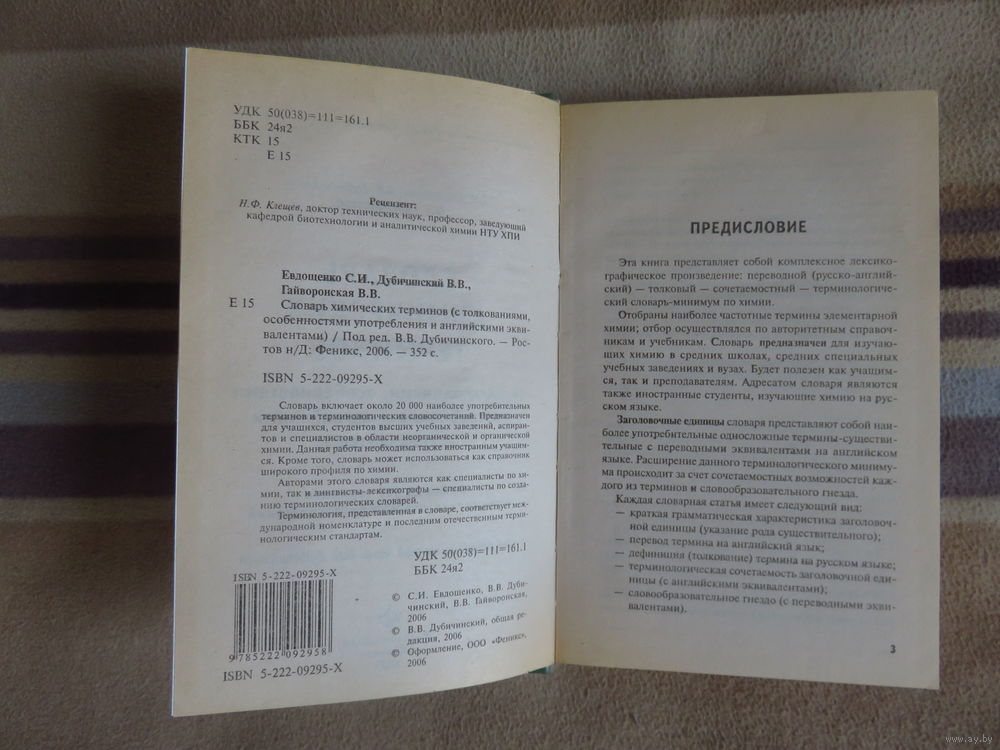 УДК 50(038)=111=161.1
ББК 24я2
КТК 15
Е 15
Рецензент:
Н.Ф. Клещев, доктор технических наук, профессор, заведующий
кафедрой биотехнологии и аналитической химии НТУ ХПИ
Евдощенко С.И., Дубичинский В.В.,
Гайворонская В.В.
Е 15 Словарь химических терминов (с толкованиями,
особенностями употребления и английскими экви-
валентами) / Под ред. В.В. Дубичинского. — Рос-
тов н/Д: Феникс, 2006. — 352 с.
ISBN 5-222-09295-X
Словарь включает около 20 000 наиболее употребительных
терминов и терминологических словосочетаний. Предназначен
для учащихся, студентов высших учебных заведений, аспиран-
тов и специалистов в области неорганической и органической
химии. Данная работа необходима также иностранным учащим-
ся. Кроме того, словарь может использоваться как справочник
широкого профиля по химии.
Авторами этого словаря являются как специалисты по хи-
мии, так и лингвисты-лексикографы — специалисты по созда-
нию терминологических словарей.
Терминология, представленная в словаре, соответствует меж-
дународной номенклатуре и последним отечественным терми-
нологическим стандартам.
УДК 50(038)=111=161.1
ББК 24я2
ISBN 5-222-09295-X
9 785222 092958
ISBN 5-222-09295-X
© С.И. Евдощенко, В.В. Дуби-
чинский, В.В. Гайворонская,
2006
© В.В. Дубичинский, общая ре-
дакция, 2006
© Оформление, ООО «Феникс»,
2006
ПРЕДИСЛОВИЕ
Эта книга представляет собой комплексное лексико-
графическое произведение: переводной (русско-англий-
ский) — толковый — сочетаемостный — терминологичес-
кий словарь-минимум по химии.
Отобраны наиболее частотные термины элементарной
химии; отбор осуществлялся по авторитетным справоч-
никам и учебникам. Словарь предназначен для изучаю-
щих химию в средних школах, средних специальных
учебных заведениях и вузах. Будет полезен как учащим-
ся, так и преподавателям. Адресатом словаря являются
также иностранные студенты, изучающие химию на рус-
ском языке.
Заголовочные единицы словаря представляют собой наи-
более употребительные однословные термины-существи-
тельные с переводными эквивалентами на английском
языке. Расширение данного терминологического миниму-
ма происходит за счет сочетаемостных возможностей каж-
дого из терминов и словообразовательного гнезда.
Каждая словарная статья имеет следующий вид:
— краткая грамматическая характеристика заголовоч-
ной единицы (указание рода существительного);
— перевод термина на английский язык;
— дефиниция (толкование) термина на русском языке;
— терминологическая сочетаемость заголовочной еди-
ницы (с английскими эквивалентами);
— словообразовательное гнездо (с переводными экви-
валентами).
3
www.ay.by